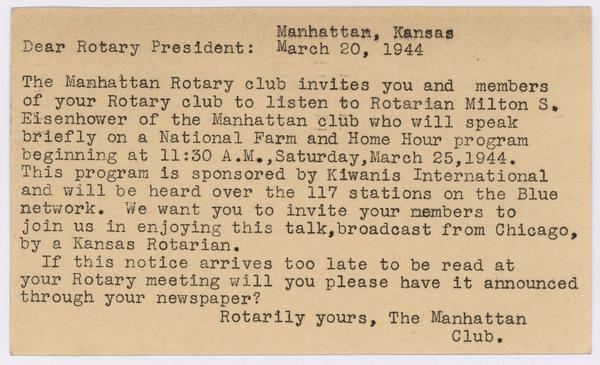 Manhattan, Kansas
Dear Rotary President: March 20, 1944
The Manhattan Rotary club invites you and members
of your Rotary club to listen to Rotarian Milton S.
Eisenhower of the Manhattan club who will speak
briefly on a National Farm and Home Hour program
beginning at 11:30 A.M.,Saturday,March 25,1944.
This program is sponsored by Kiwanis International
and will be heard over the 117 stations on the Blue
network. We want you to invite your members to
join us in enjoying this talk,broadcast from Chicago,
by a Kansas Rotarian.
If this notice arrives too late to be read at
your Rotary meeting will you please have it announced
through your newspaper?
Rotarily yours, The Manhattan
Club.